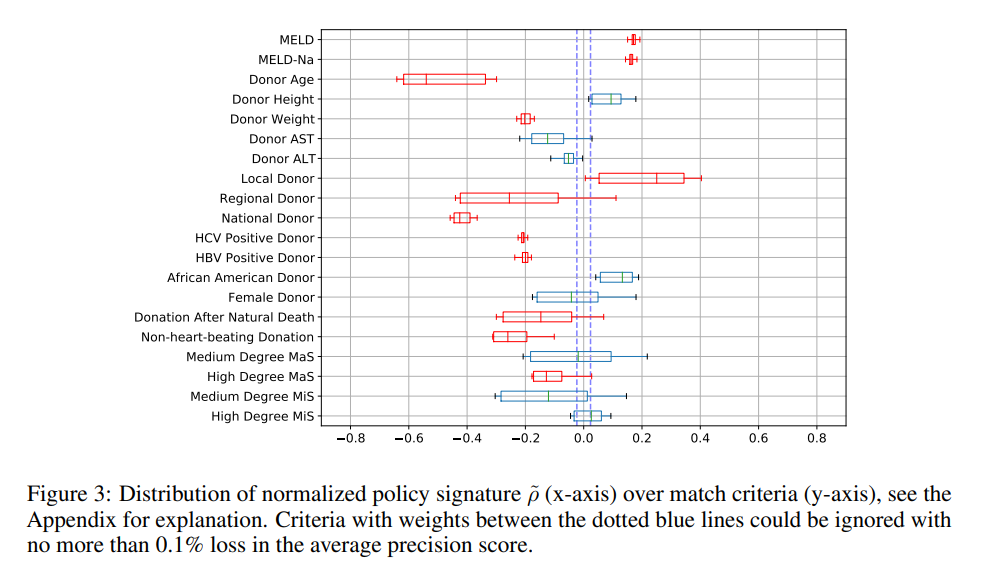 MELD
MELD-Na
Donor Age
Donor Height
Donor Weight
Donor AST
Donor ALT
Local Donor
Regional Donor
National Donor
HCV Positive Donor
HBV Positive Donor
African American Donor
Female Donor
Donation After Natural Death
Non-heart-beating Donation
Medium Degree MaS
High Degree MaS
Medium Degree MiS
High Degree MiS
−0.8 −0.6 −0.4 −0.2 0.0 0.2 0.4 0.6 0.8
Figure 3: Distribution of normalized policy signature ρ̃ (x-axis) over match criteria (y-axis), see the
Appendix for explanation. Criteria with weights between the dotted blue lines could be ignored with
no more than 0.1% loss in the average precision score.